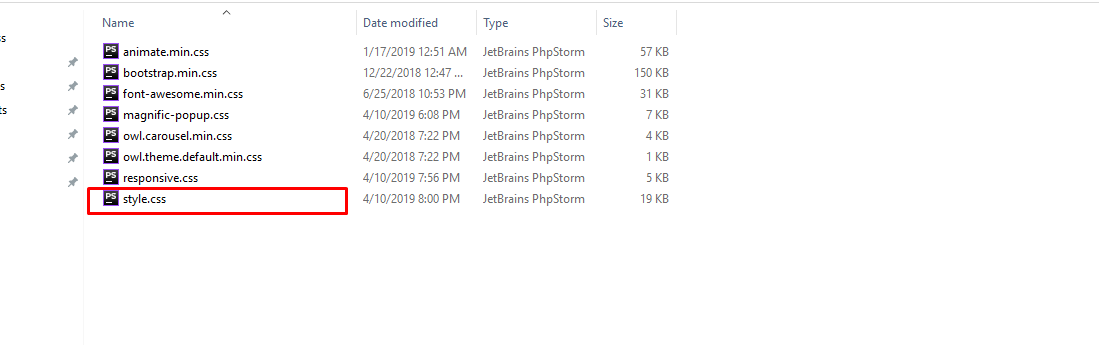 Name Date modified Type Size
ss
animate.min.css 1/17/2019 12:51 AM JetBrains PhpStorm 57 KB
bootstrap.min.css 12/22/2018 12:47 ... JetBrains PhpStorm 150 KB
s
font-awesome.min.css 6/25/2018 10:53 PM JetBrains PhpStorm 31 KB
ts
magnific-popup.css 4/10/2019 6:08 PM JetBrains PhpStorm 7 KB
owl.carousel.min.css 4/20/2018 7:22 PM JetBrains PhpStorm 4 KB
owl.theme.default.min.css 4/20/2018 7:22 PM JetBrains PhpStorm 1 KB
responsive.css 4/10/2019 7:56 PM JetBrains PhpStorm 5 KB
style.css 4/10/2019 8:00 PM JetBrains PhpStorm 19 KB